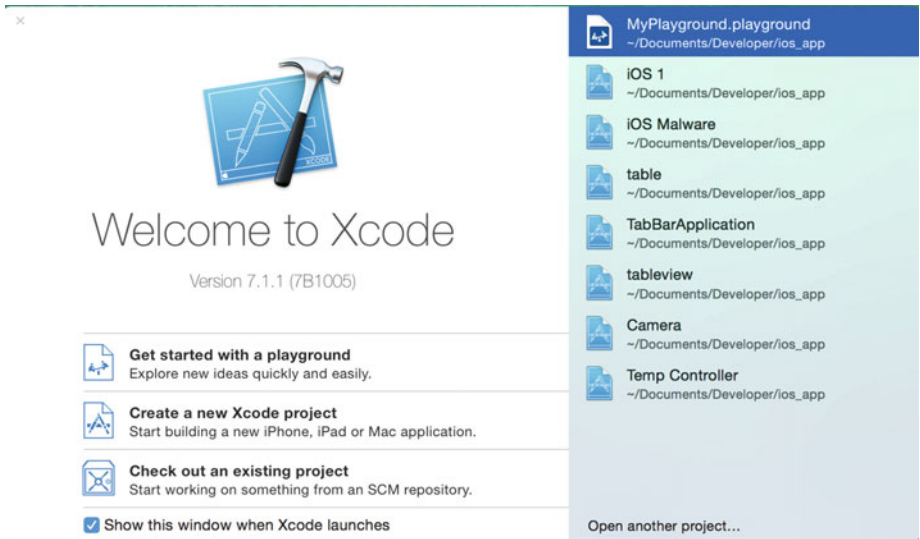 XCODE
Welcome to Xcode
Version 7.1.1 (7B1005)
Get started with a playground
Explore new ideas quickly and easily.
Create a new Xcode project
Start building a new iPhone, iPad or Mac application.
Check out an existing project
Start working on something from an SCM repository.
Show this window when Xcode launches
MyPlayground.playground
~/Documents/Developer/ios_app
iOS 1
~/Documents/Developer/ios_app
iOS Malware
~/Documents/Developer/ios_app
table
~/Documents/Developer/ios_app
TabBarApplication
~/Documents/Developer/ios_app
tableview
~/Documents/Developer/ios_app
Camera
~/Documents/Developer/ios_app
Temp Controller
~/Documents/Developer/ios_app
Open another project...